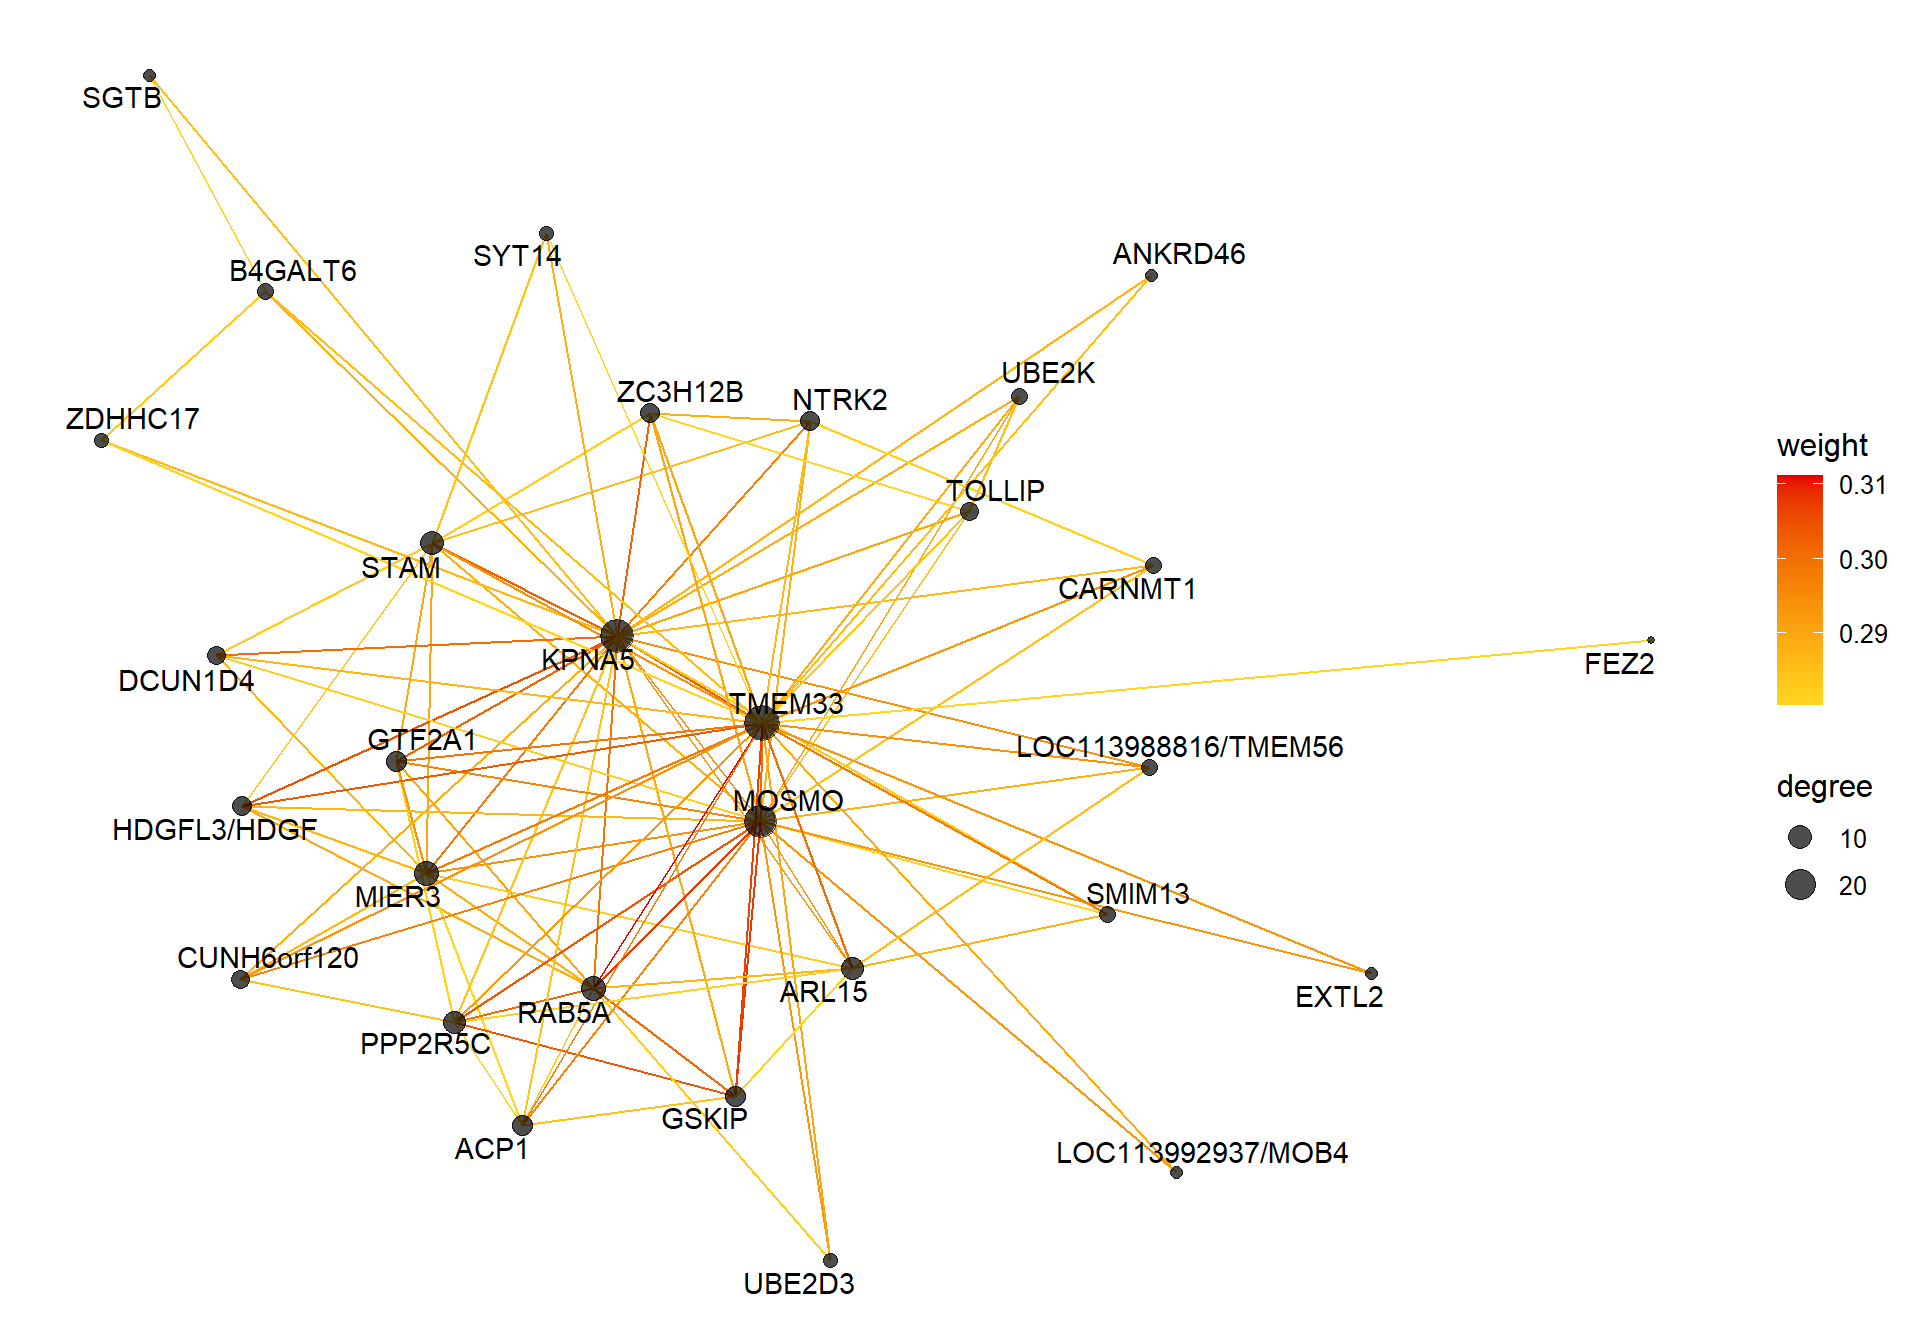 SGTB
SYT14
ANKRD46
B4GALT6
UBE2K
ZC3H12B
NTRK2
ZDHHC17
weight
0.31
TOLLIP
0.30
STAM
CARNMT1
0.29
KPNA5
FEZ2
DCUN1D4
TMEM33
GTF2A1
LOC113988816/TMEM56
degree
MOSMO
HDGFL3/HDGF
10
MIER3
SMIM13
20
CUNH6orf120
ARL15
EXTL2
RAB5A
PPP2R5C
GSKIP
ACP1
LOC113992937/MOB4
UBE2D3